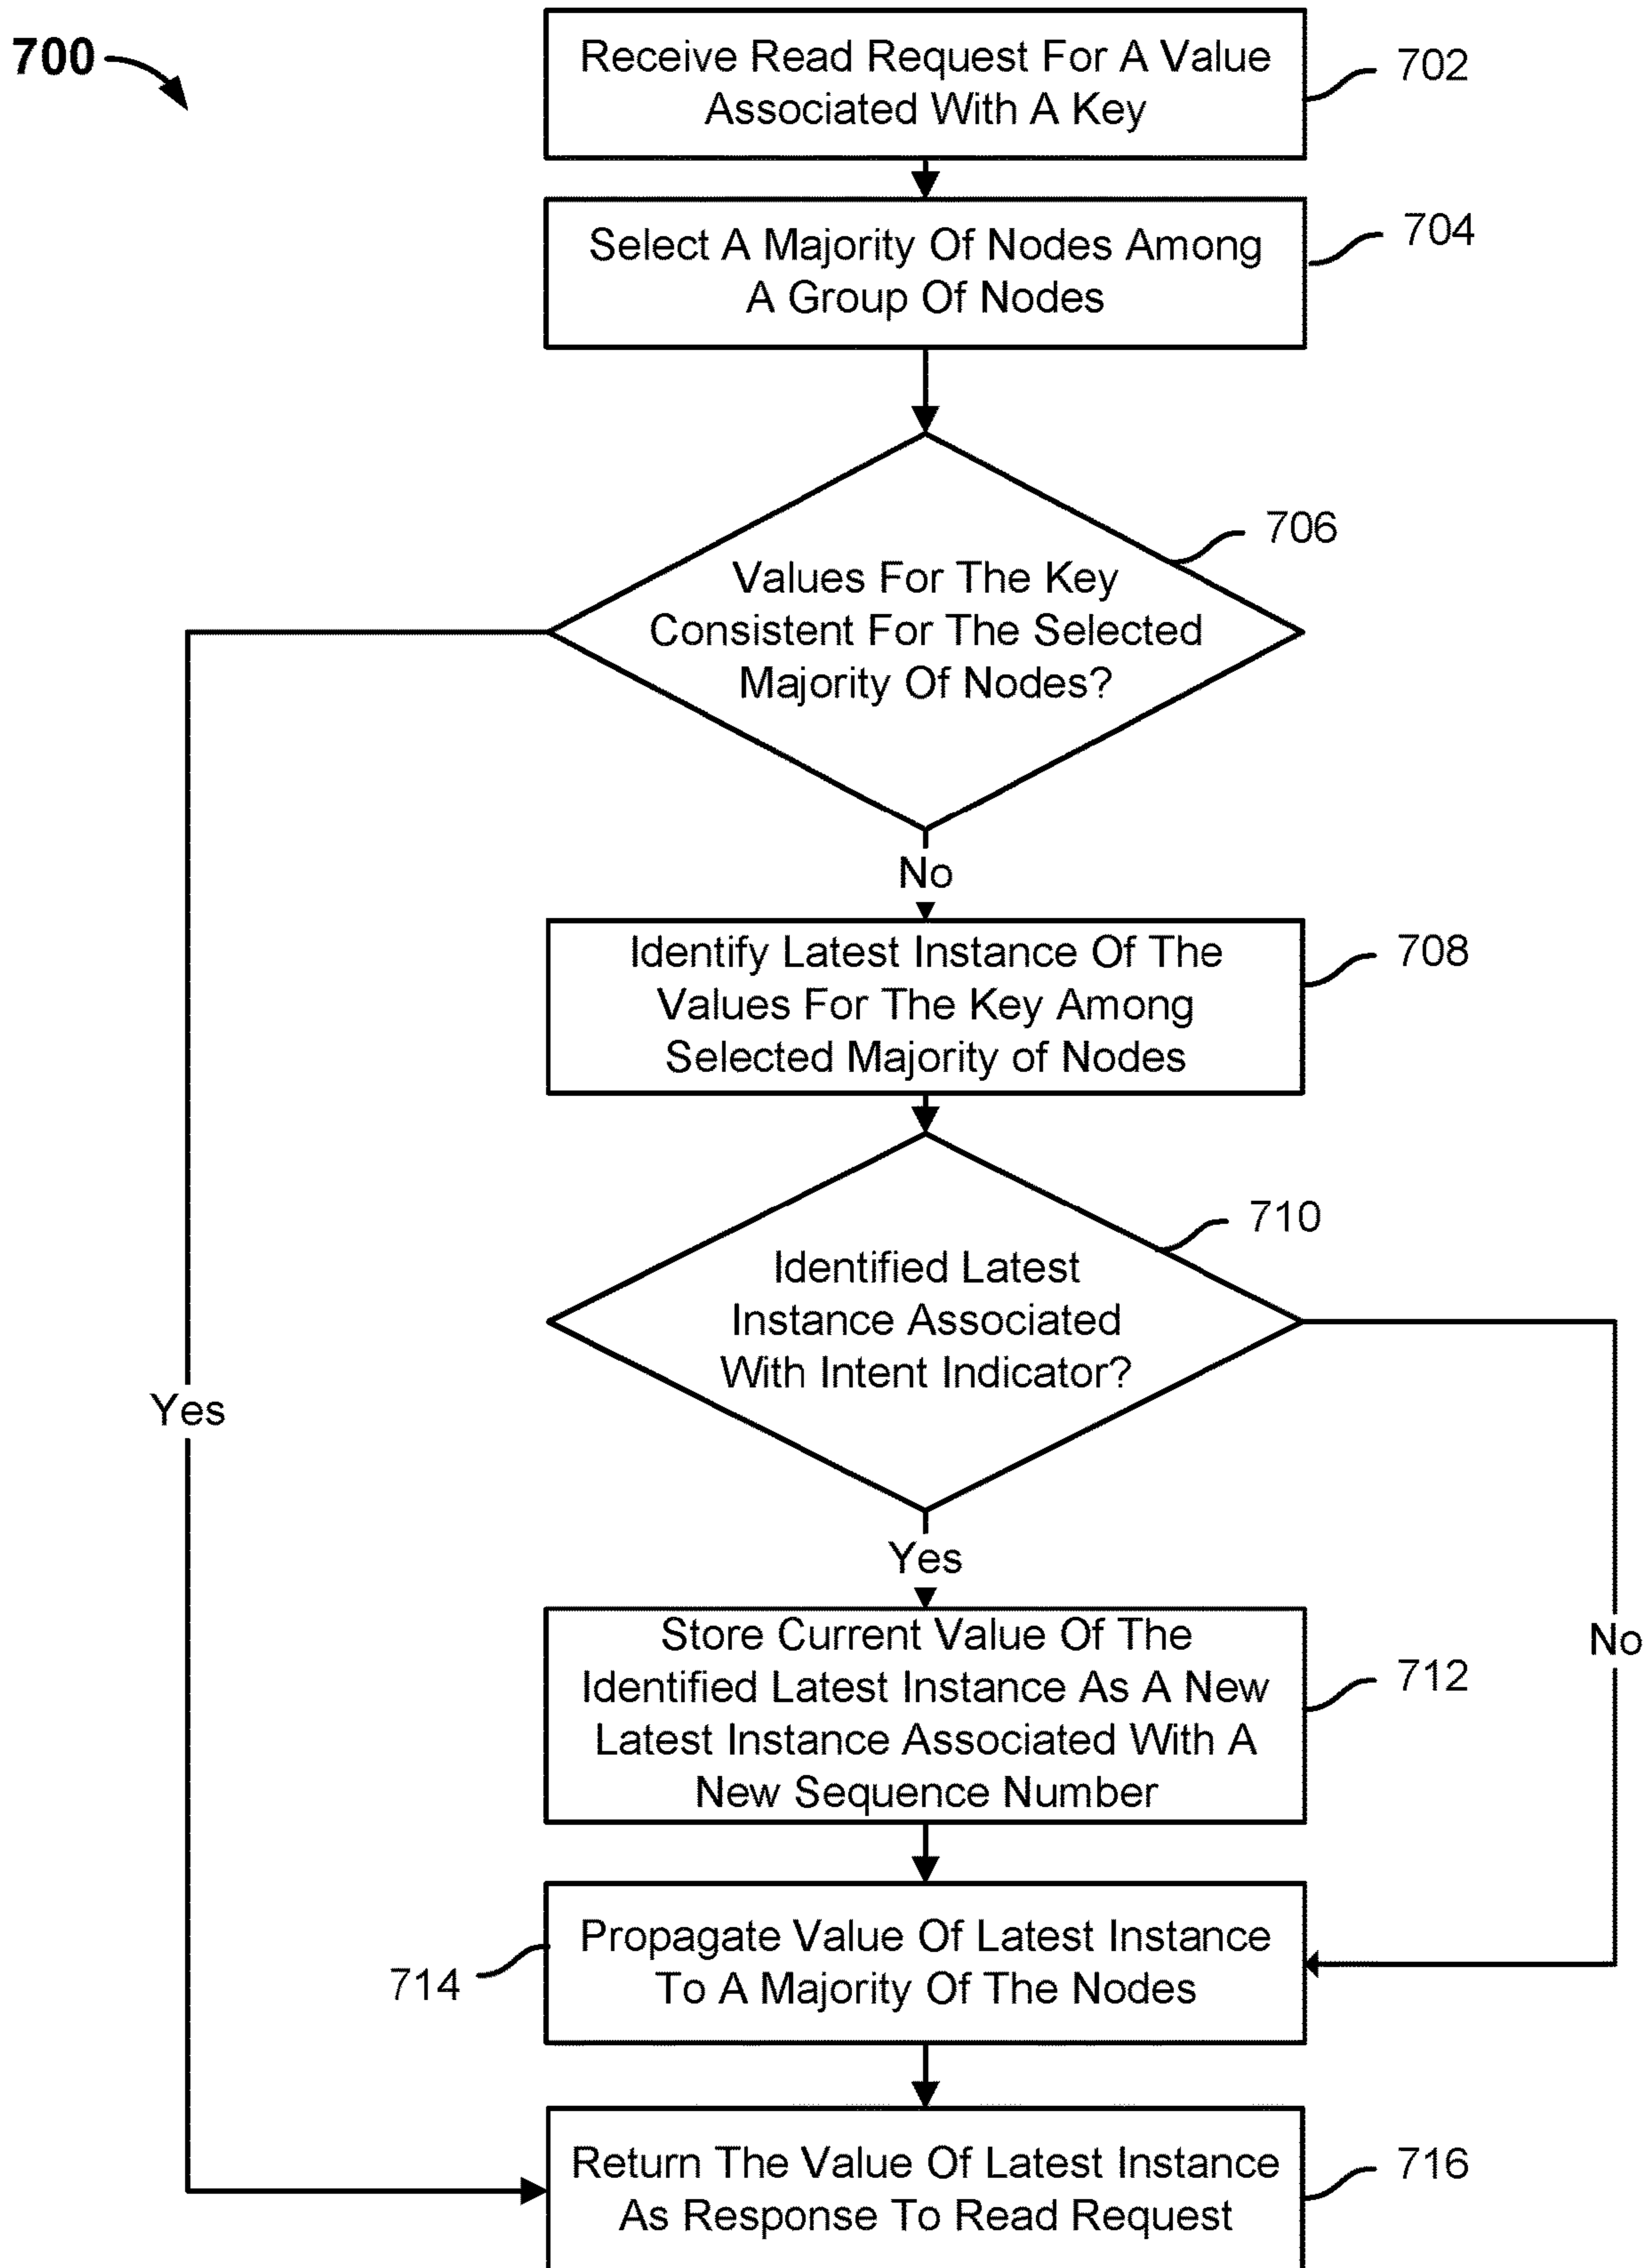 700
Receive Read Request For A Value
Associated With A Key
702
Select A Majority Of Nodes Among
A Group Of Nodes
704
706
Values For The Key
Consistent For The Selected
Majority Of Nodes?
No
Identify Latest Instance Of The
Values For The Key Among
Selected Majority of Nodes
708
710
Identified Latest
Instance Associated
With Intent Indicator?
Yes
Yes
Store Current Value Of The
Identified Latest Instance As A New
Latest Instance Associated With A
New Sequence Number
712
No
Propagate Value Of Latest Instance
To A Majority Of The Nodes
714
Return The Value Of Latest Instance
As Response To Read Request
716